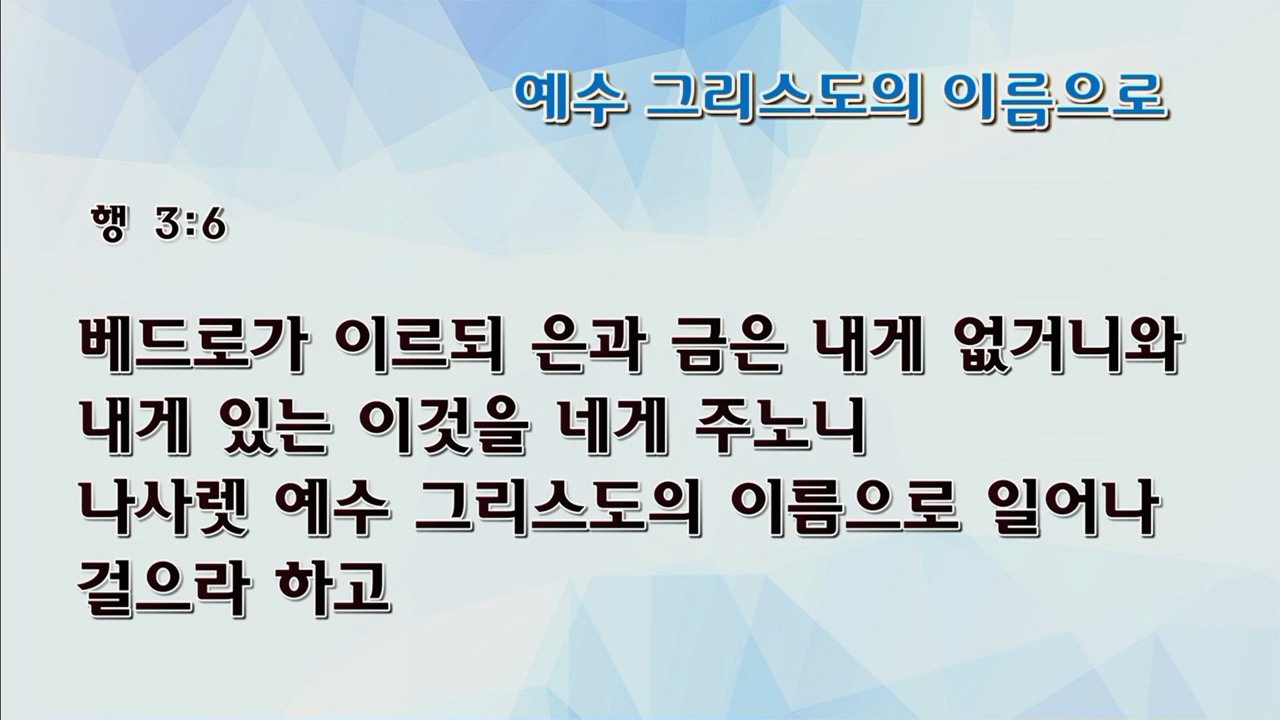 예수 그리스도의 이름으로
행 3:6
베드로가 이르되 은과 금은 내게 없거니와
내게 있는 이것을 네게 주노니
나사렛 예수 그리스도의 이름으로 일어나
걸으라 하고